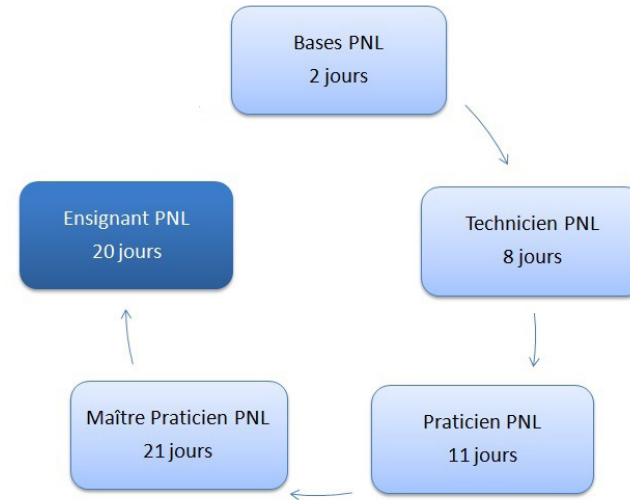 Bases PNL
2 jours
Technicien PNL
8 jours
Praticien PNL
11 jours
Maître Praticien PNL
21 jours
Ensignant PNL
20 jours